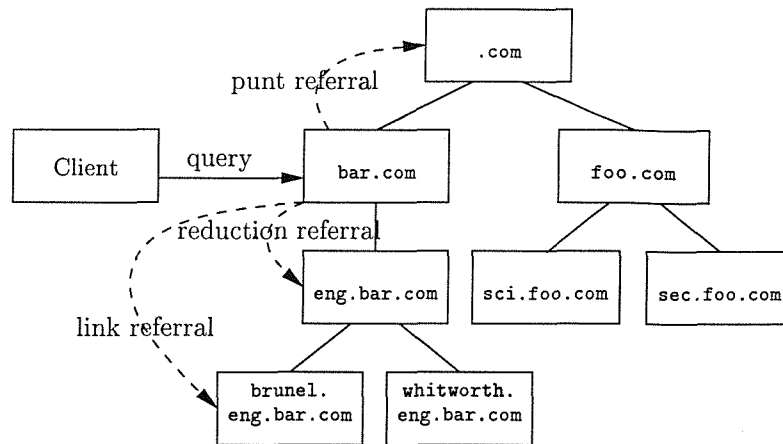 .com
punt referral
Client
query
bar.com
foo.com
reduction referral
eng.bar.com
sci.foo.com
sec.foo.com
link referral
brunel.
eng.bar.com
whitworth.
eng.bar.com